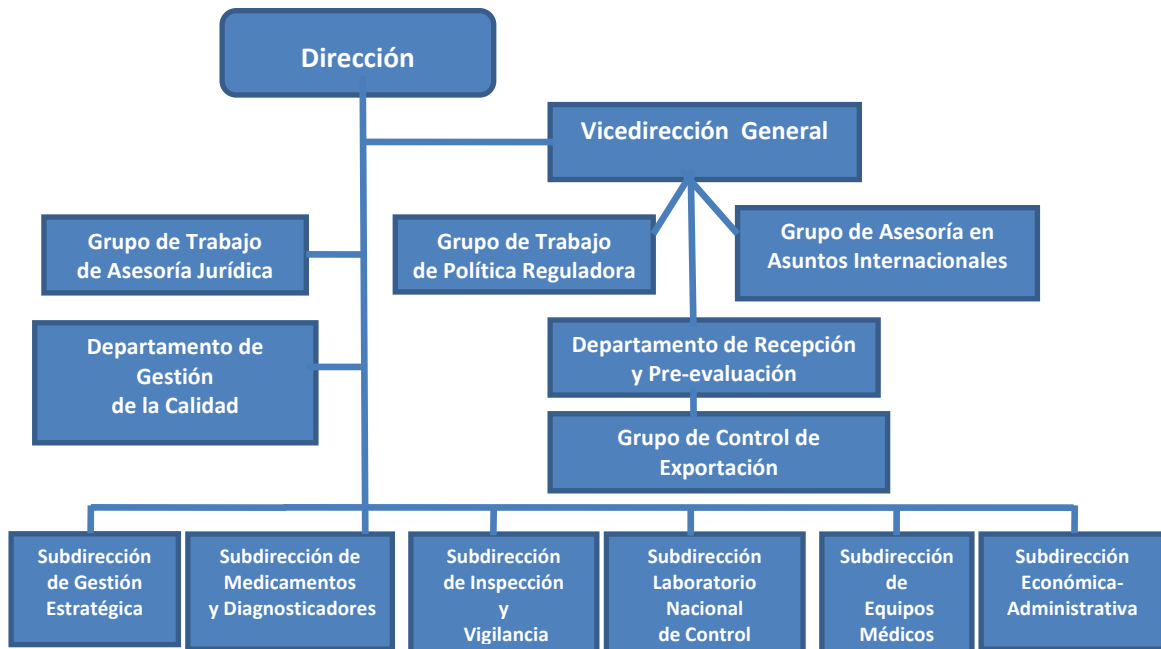 Dirección
Vicedirección General
Grupo de Trabajo
de Asesoría Jurídica
Grupo de Trabajo
de Política Reguladora
Grupo de Asesoría en
Asuntos Internacionales
Departamento de
Gestión
de la Calidad
Departamento de Recepción
y Pre-evaluación
Grupo de Control de
Exportación
Subdirección
de Gestión
Estratégica
Subdirección de
Medicamentos
y Diagnosticadores
Subdirección
de Inspección
y
Vigilancia
Subdirección
Laboratorio
Nacional
de Control
Subdirección
de
Equipos
Médicos
Subdirección
Económica-
Administrativa